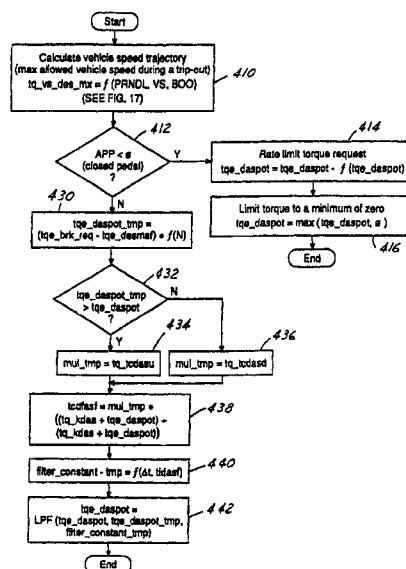 Start
Calculate vehicle speed trajectory
(max allowed vehicle speed during a trip-out)
tq_vs_des_mx = f (PRNDL, VS, BOO)
(SEE FIG. 17)
410
412
APP < ø
(closed pedal)
?
Y
414
Rate limit torque request
tqe_daspot = tqe_daspot - f (tqe_daspot)
Limit torque to a minimum of zero
tqe_daspot = max (tqe_daspot, ø)
416
End
N
430
tqe_daspot_tmp =
(tqe_brk_req - tqe_desmaf) * f(N)
432
tqe_daspot_tmp
> tqe_daspot
?
N
Y
434
436
mul_tmp = tq_tcdasu
mul_tmp = tq_tcdasd
tcdfasf = mul_tmp *
((tq_kdas + tqe_daspot) ÷
(tq_kdas + tqe_daspot))
438
filter_constant - tmp = f(Δt, tidasf)
440
tqe_daspot =
LPF (tqe_daspot, tqe_daspot_tmp,
filter_constant_tmp)
442
End